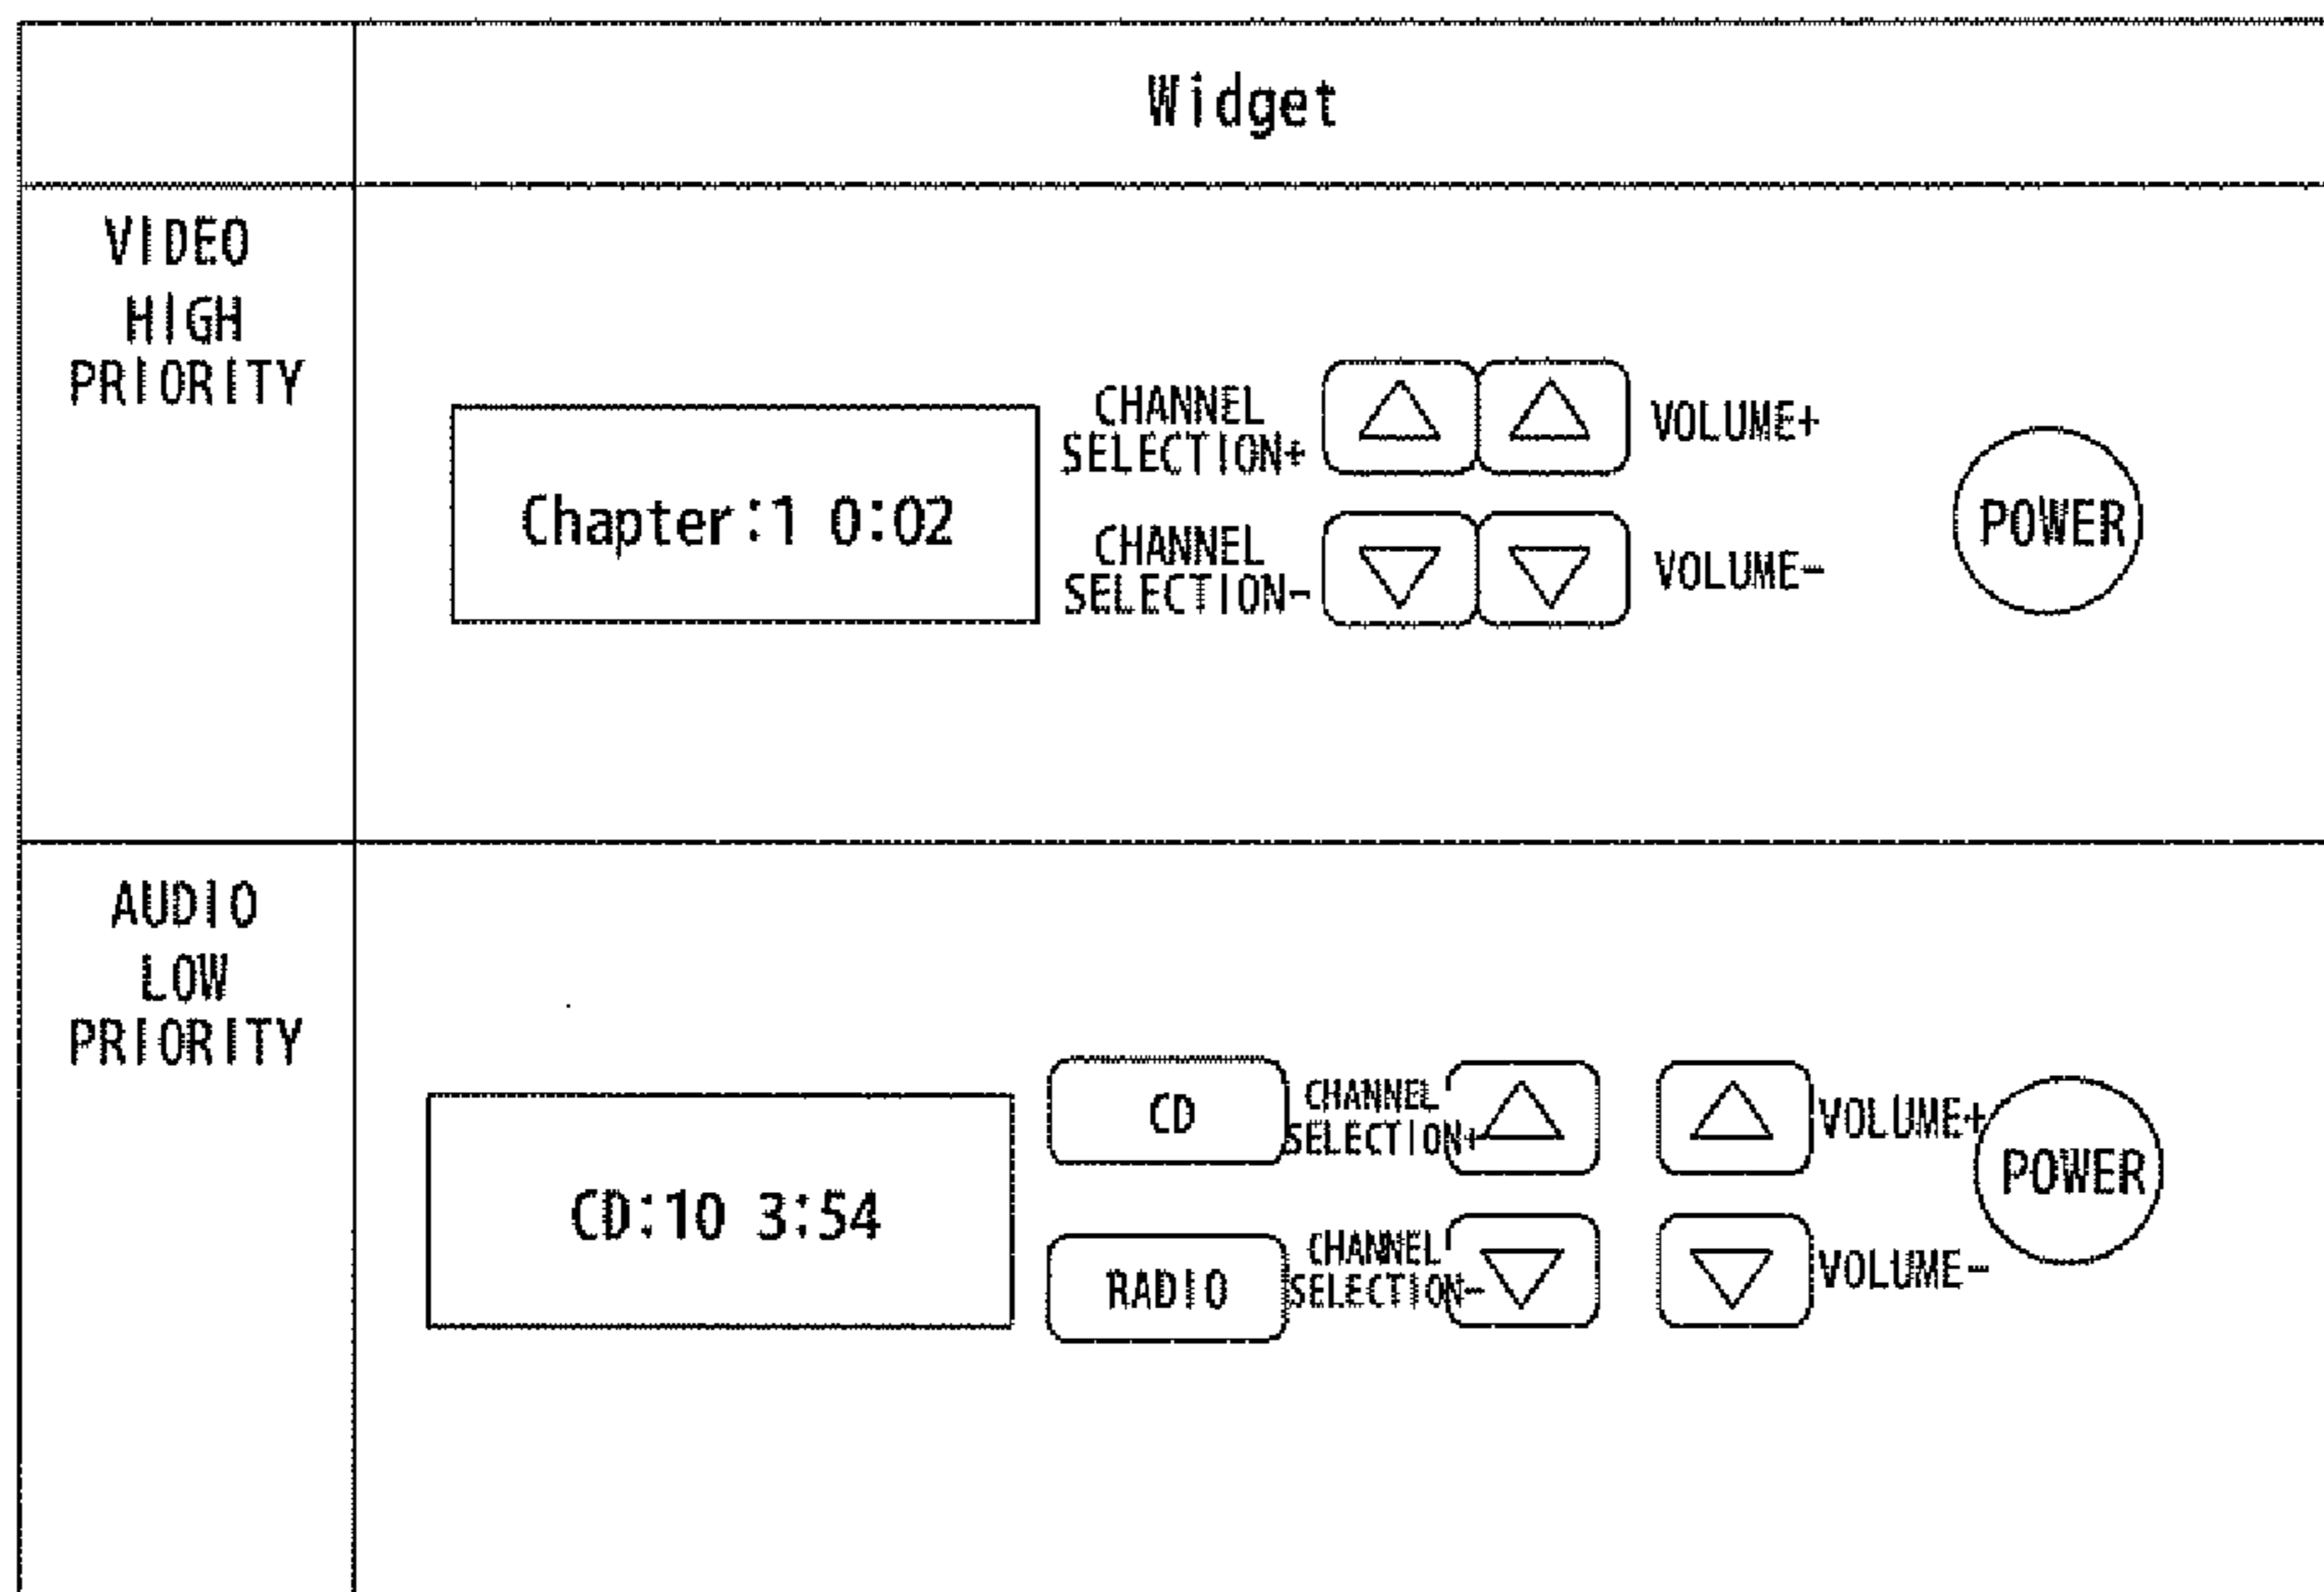 Widget
VIDEO
HIGH
PRIORITY
Chapter:1 0:02
CHANNEL
SELECTION+
VOLUME+
CHANNEL
SELECTION-
VOLUME-
POWER
AUDIO
LOW
PRIORITY
CD:10 3:54
CD
CHANNEL
SELECTION+
VOLUME+
RADIO
CHANNEL
SELECTION-
VOLUME-
POWER